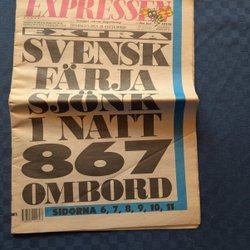 EXPRESSEN
EXTRA
SVENSK
FÄRJA
SJÖNK
I NATT
867
OMBORD
SIDORNA 6, 7, 8, 9, 10, 11